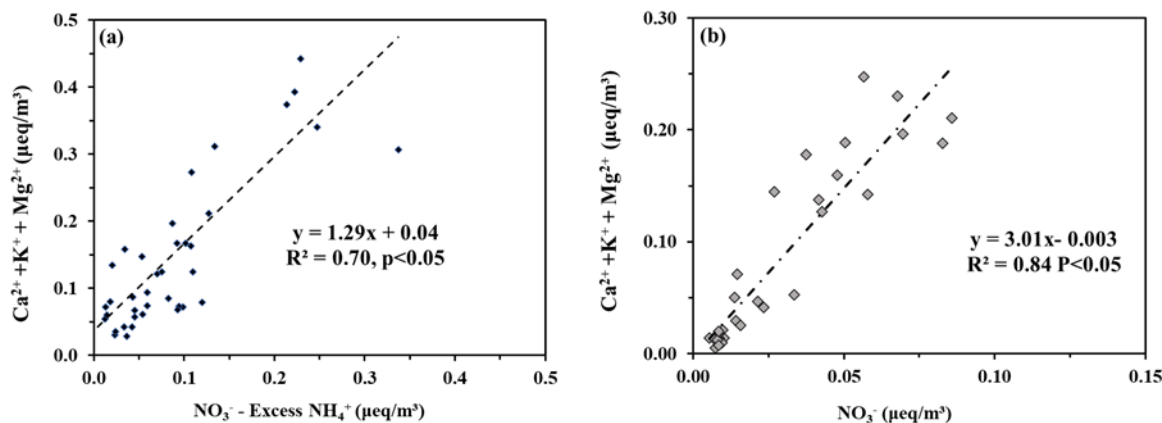 (a)
Ca²⁺+K⁺ + Mg²⁺ (µeq/m³)
0.5
0.4
0.3
0.2
0.1
0.0
y = 1.29x + 0.04
R² = 0.70, p<0.05
0.0 0.1 0.2 0.3 0.4 0.5
NO₃⁻ - Excess NH₄⁺ (µeq/m³)
(b)
Ca²⁺+K⁺ + Mg²⁺ (µeq/m³)
0.30
0.20
0.10
0.00
y = 3.01x- 0.003
R² = 0.84 P<0.05
0.00 0.05 0.10 0.15
NO₃⁻ (µeq/m³)